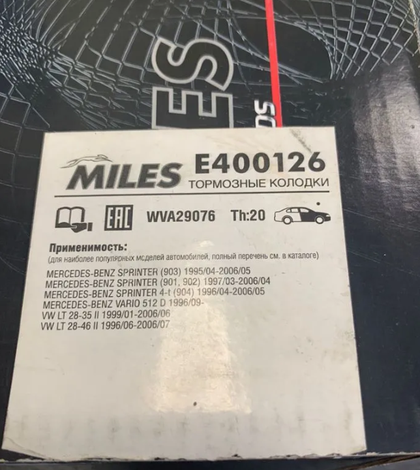 ES
SO
MILES
E400126
ТОРМОЗНЫЕ КОЛОДКИ
EAC WVA29076 Th:20
Применимость:
(для наиболее популярных моделей автомобилей, полный перечень см. в каталоге)
MERCEDES-BENZ SPRINTER (903) 1995/04-2006/05
MERCEDES-BENZ SPRINTER (901, 902) 1997/03-2006/04
MERCEDES-BENZ SPRINTER 4-t (904) 1996/04-2006/05
MERCEDES-BENZ VARIO 512 D 1996/09-
VW LT 28-35 II 1999/01-2006/06
VW LT 28-46 II 1996/06-2006/07